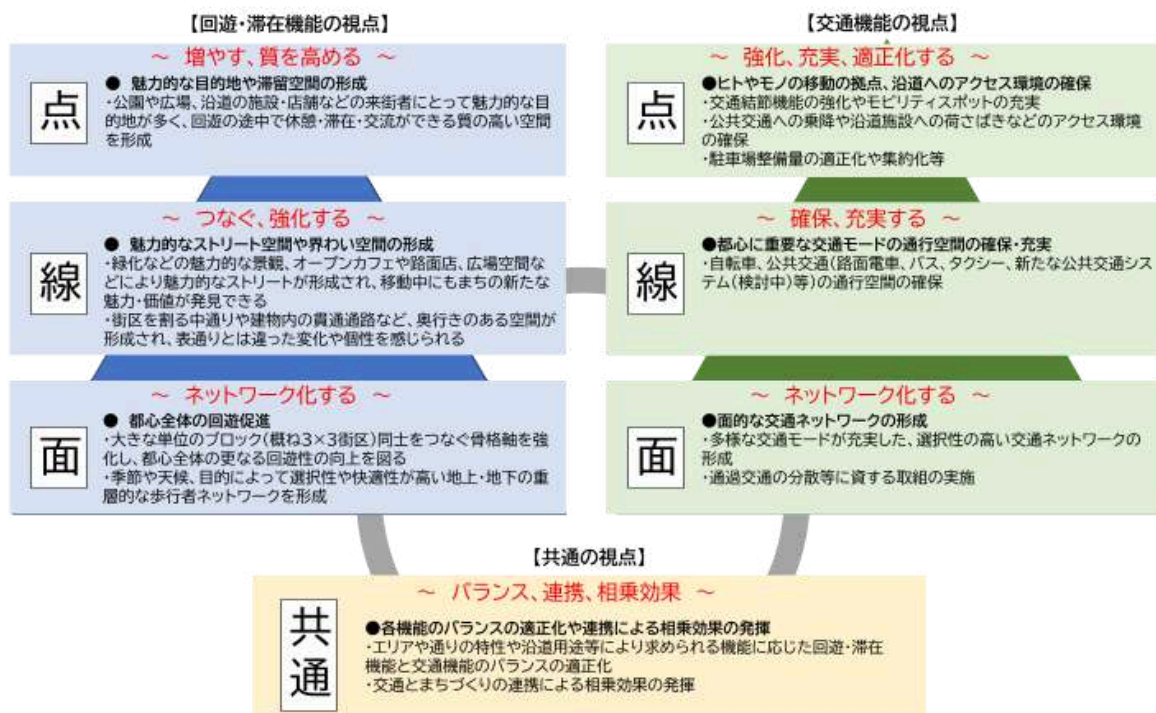 【回遊・滞在機能の視点】
～ 増やす、質を高める ～
点
● 魅力的な目的地や滞留空間の形成
・公園や広場、沿道の施設・店舗などの来街者にとって魅力的な目
的地が多く、回遊の途中で休憩・滞在・交流ができる質の高い空間
を形成
～ つなぐ、強化する ～
線
● 魅力的なストリート空間や界わい空間の形成
・緑化などの魅力的な景観、オープンカフェや路面店、広場空間な
どにより魅力的なストリートが形成され、移動中にもまちの新たな
魅力・価値が発見できる
・街区を割る中通りや建物内の貫通通路など、奥行きのある空間が
形成され、表通りとは違った変化や個性を感じられる
～ ネットワーク化する ～
面
● 都心全体の回遊促進
・大きな単位のブロック(概ね3×3街区)同士をつなぐ骨格軸を強
化し、都心全体の更なる回遊性の向上を図る
・季節や天候、目的によって選択性や快適性が高い地上・地下の重
層的な歩行者ネットワークを形成
【交通機能の視点】
～ 強化、充実、適正化する ～
点
●ヒトやモノの移動の拠点、沿道へのアクセス環境の確保
・交通結節機能の強化やモビリティスポットの充実
・公共交通への乗降や沿道施設への荷さばきなどのアクセス環境
の確保
・駐車場整備量の適正化や集約化等
～ 確保、充実する ～
線
●都心に重要な交通モードの通行空間の確保・充実
・自転車、公共交通(路面電車、バス、タクシー、新たな公共交通シス
テム(検討中)等)の通行空間の確保
～ ネットワーク化する ～
面
●面的な交通ネットワークの形成
・多様な交通モードが充実した、選択性の高い交通ネットワークの
形成
・通過交通の分散等に資する取組の実施
【共通の視点】
～ バランス、連携、相乗効果 ～
共通
●各機能のバランスの適正化や連携による相乗効果の発揮
・エリアや通りの特性や沿道用途等により求められる機能に応じた回遊・滞在
機能と交通機能のバランスの適正化
・交通とまちづくりの連携による相乗効果の発揮